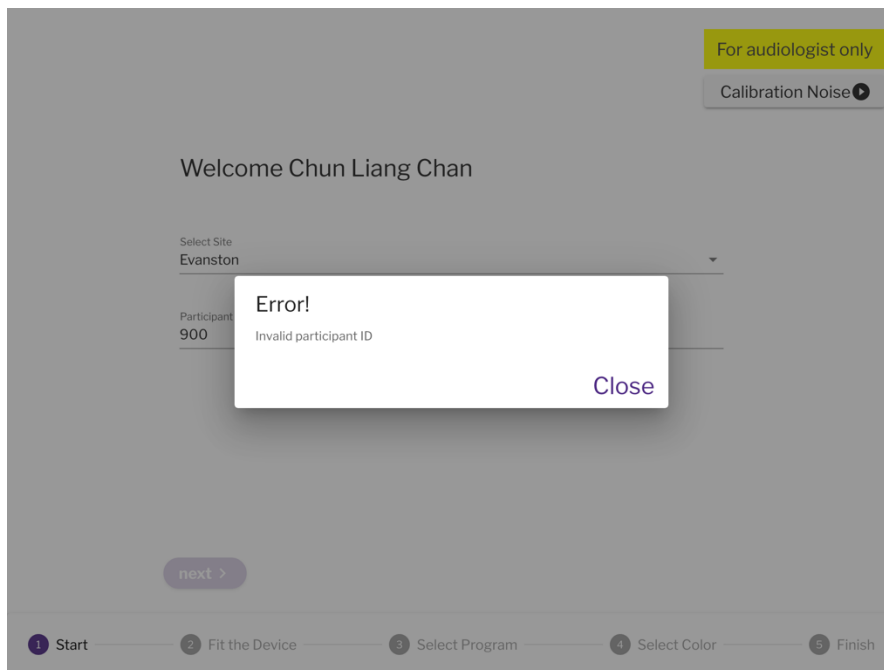 For audiologist only
Calibration Noise
Welcome Chun Liang Chan
Select Site
Evanston
Participant
900
Error!
Invalid participant ID
Close
next
1 Start
2 Fit the Device
3 Select Program
4 Select Color
5 Finish